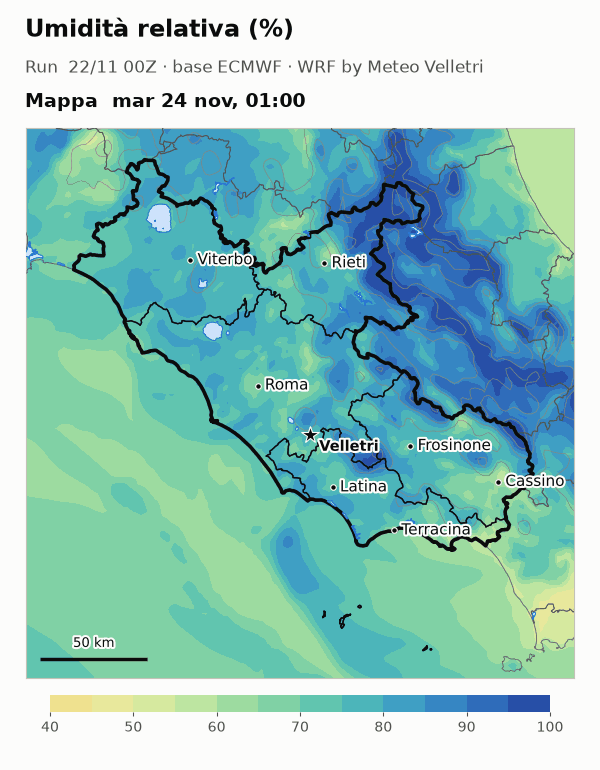 Umidità relativa (%)
Run  22/11 00Z · base ECMWF · WRF by Meteo Velletri
Mappa  mar 24 nov, 01:00
Viterbo
Rieti
Roma
Velletri
Frosinone
Cassino
Latina
Terracina
50 km
40 50 60 70 80 90 100